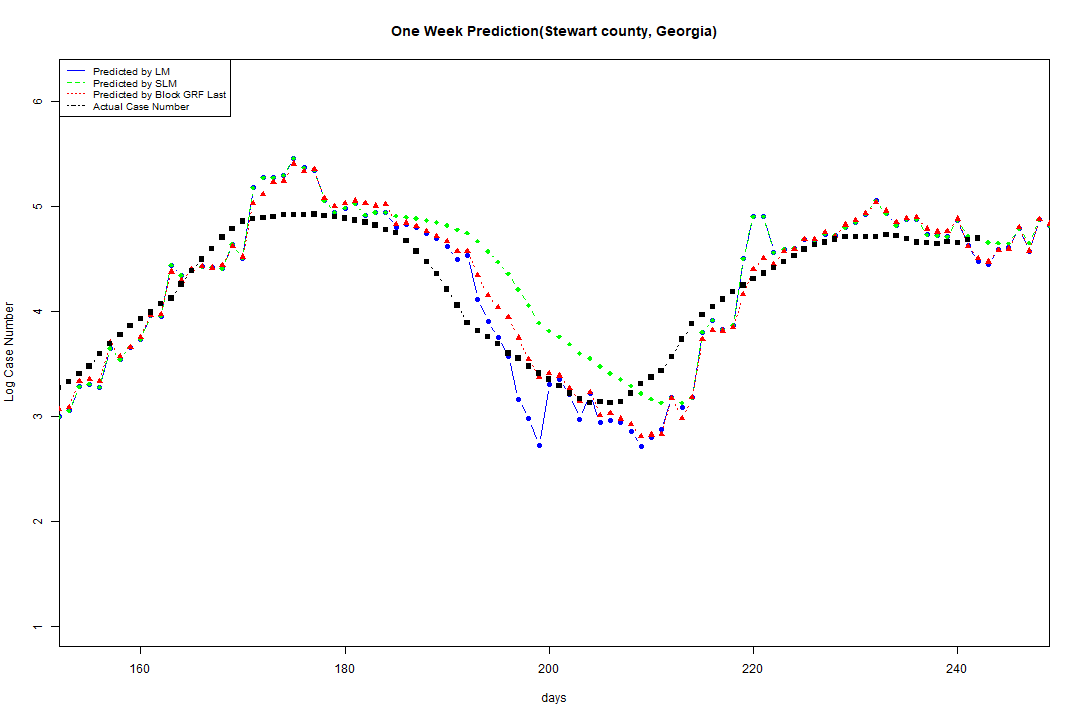 One Week Prediction(Stewart county, Georgia)
Predicted by LM
Predicted by SLM
Predicted by Block GRF Last
Actual Case Number
6
5
4
3
2
1
Log Case Number
160 180 200 220 240
days